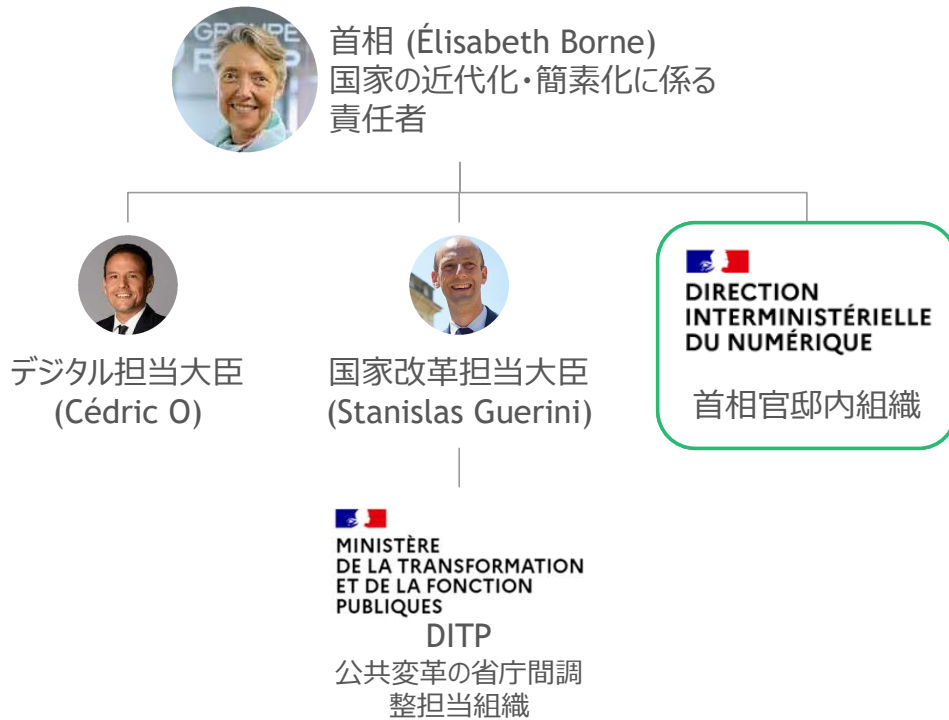 首相 (Élisabeth Borne)
国家の近代化・簡素化に係る
責任者
デジタル担当大臣
(Cédric O)
国家改革担当大臣
(Stanislas Guerini)
DIRECTION
INTERMINISTÉRIELLE
DU NUMÉRIQUE
首相官邸内組織
MINISTÈRE
DE LA TRANSFORMATION
ET DE LA FONCTION
PUBLIQUES
DITP
公共変革の省庁間調
整担当組織